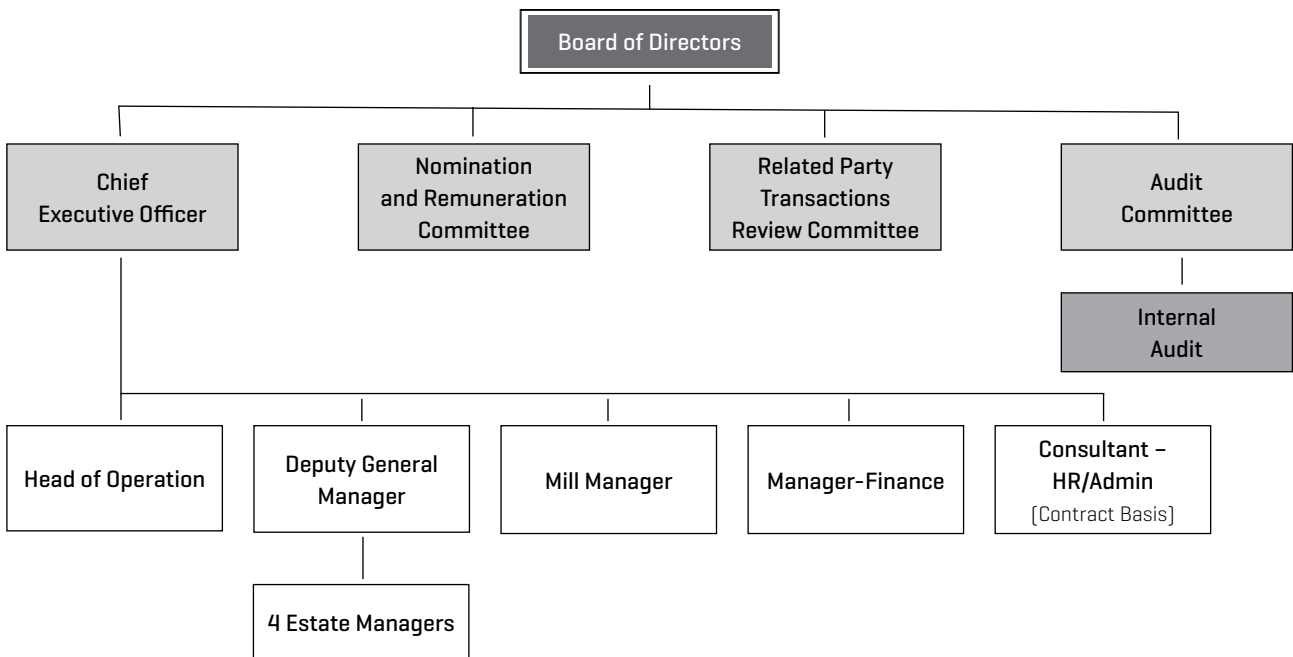 Board of Directors
Chief
Executive Officer
Nomination
and Remuneration
Committee
Related Party
Transactions
Review Committee
Audit
Committee
Internal
Audit
Head of Operation
Deputy General
Manager
Mill Manager
Manager-Finance
Consultant –
HR/Admin
(Contract Basis)
4 Estate Managers